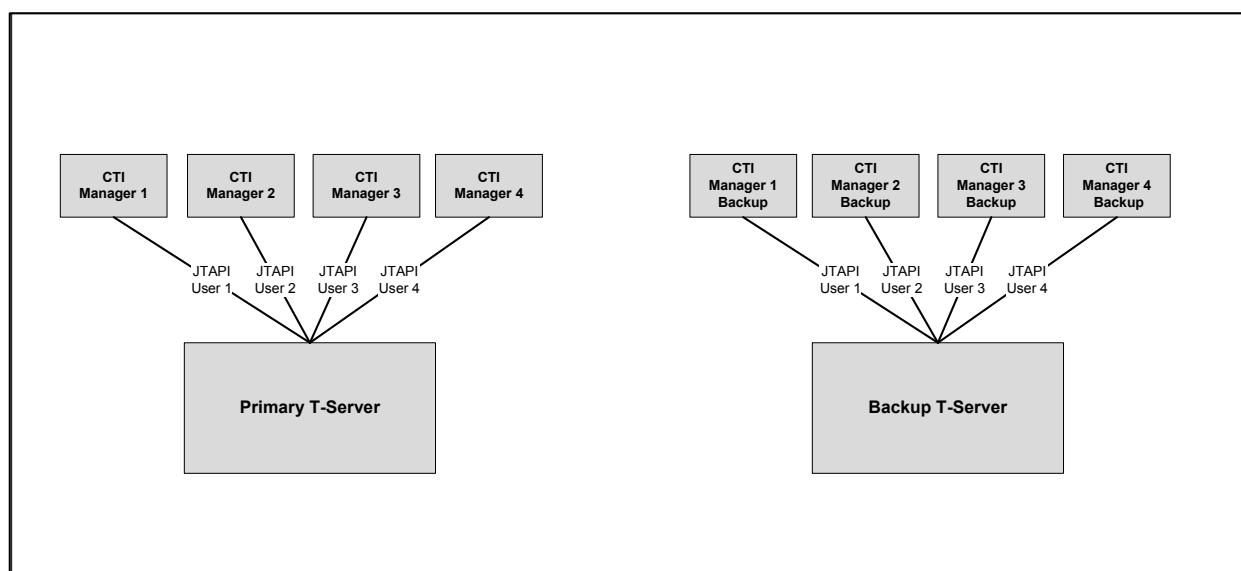 CTI
Manager 1
CTI
Manager 2
CTI
Manager 3
CTI
Manager 4
JTAPI
User 1
JTAPI
User 2
JTAPI
User 3
JTAPI
User 4
Primary T-Server
CTI
Manager 1
Backup
CTI
Manager 2
Backup
CTI
Manager 3
Backup
CTI
Manager 4
Backup
JTAPI
User 1
JTAPI
User 2
JTAPI
User 3
JTAPI
User 4
Backup T-Server